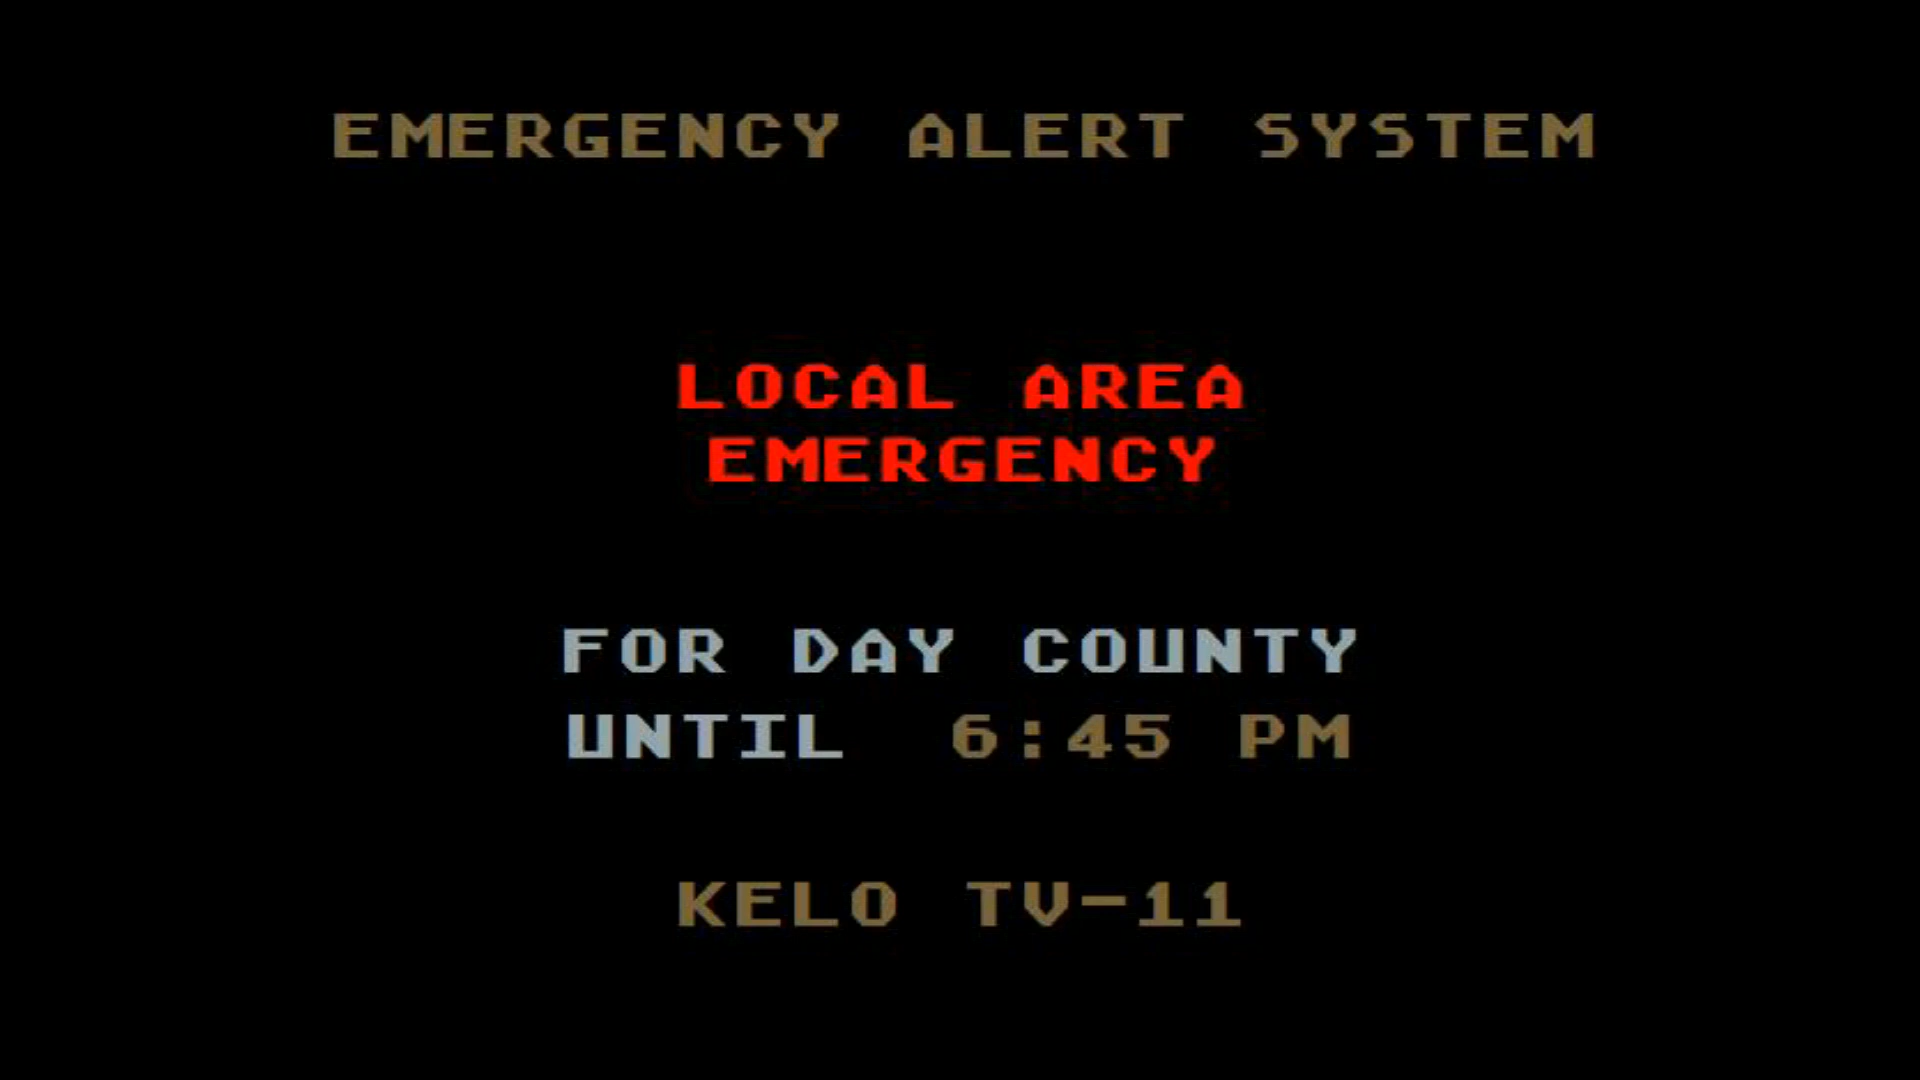 EMERGENCY ALERT SYSTEM
LOCAL AREA
EMERGENCY
FOR DAY COUNTY
UNTIL 6:45 PM
KELO TV-11